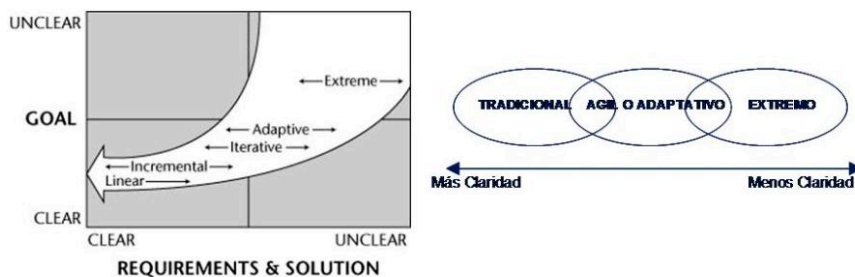 UNCLEAR
Extreme
GOAL
Adaptive
Iterative
Incremental
Linear
CLEAR
CLEAR UNCLEAR
REQUIREMENTS & SOLUTION
TRADICIONAL AGIL O ADAPTATIVO EXTREMO
Más Claridad Menos Claridad